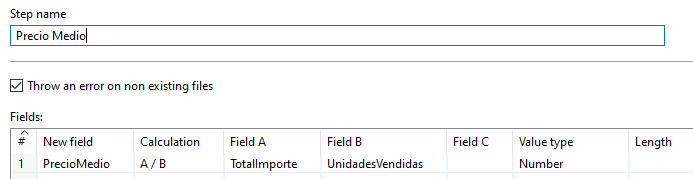 Step name
Precio Medio
Throw an error on non existing files
Fields:
# New field Calculation Field A Field B Field C Value type Length
1 PrecioMedio A / B TotalImporte UnidadesVendidas Number